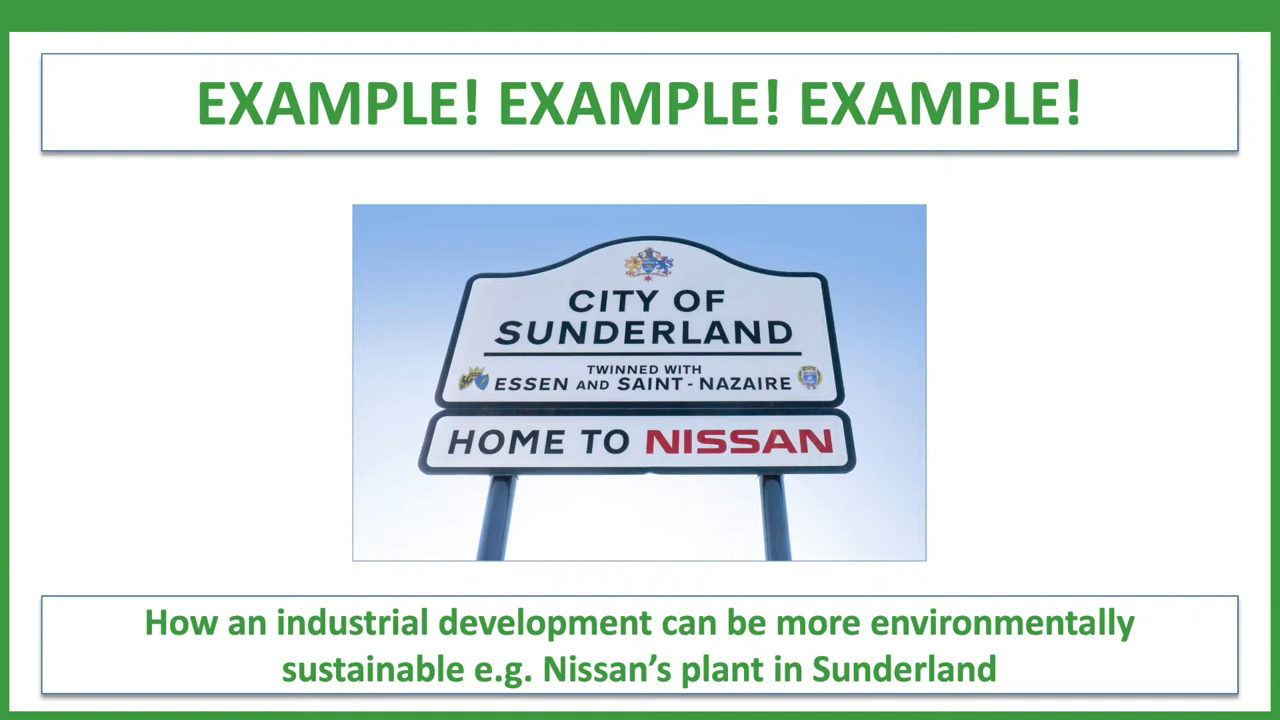 EXAMPLE! EXAMPLE! EXAMPLE!
CITY OF
SUNDERLAND
TWINNED WITH
ESSEN AND SAINT - NAZAIRE
HOME TO NISSAN
How an industrial development can be more environmentally
sustainable e.g. Nissan's plant in Sunderland